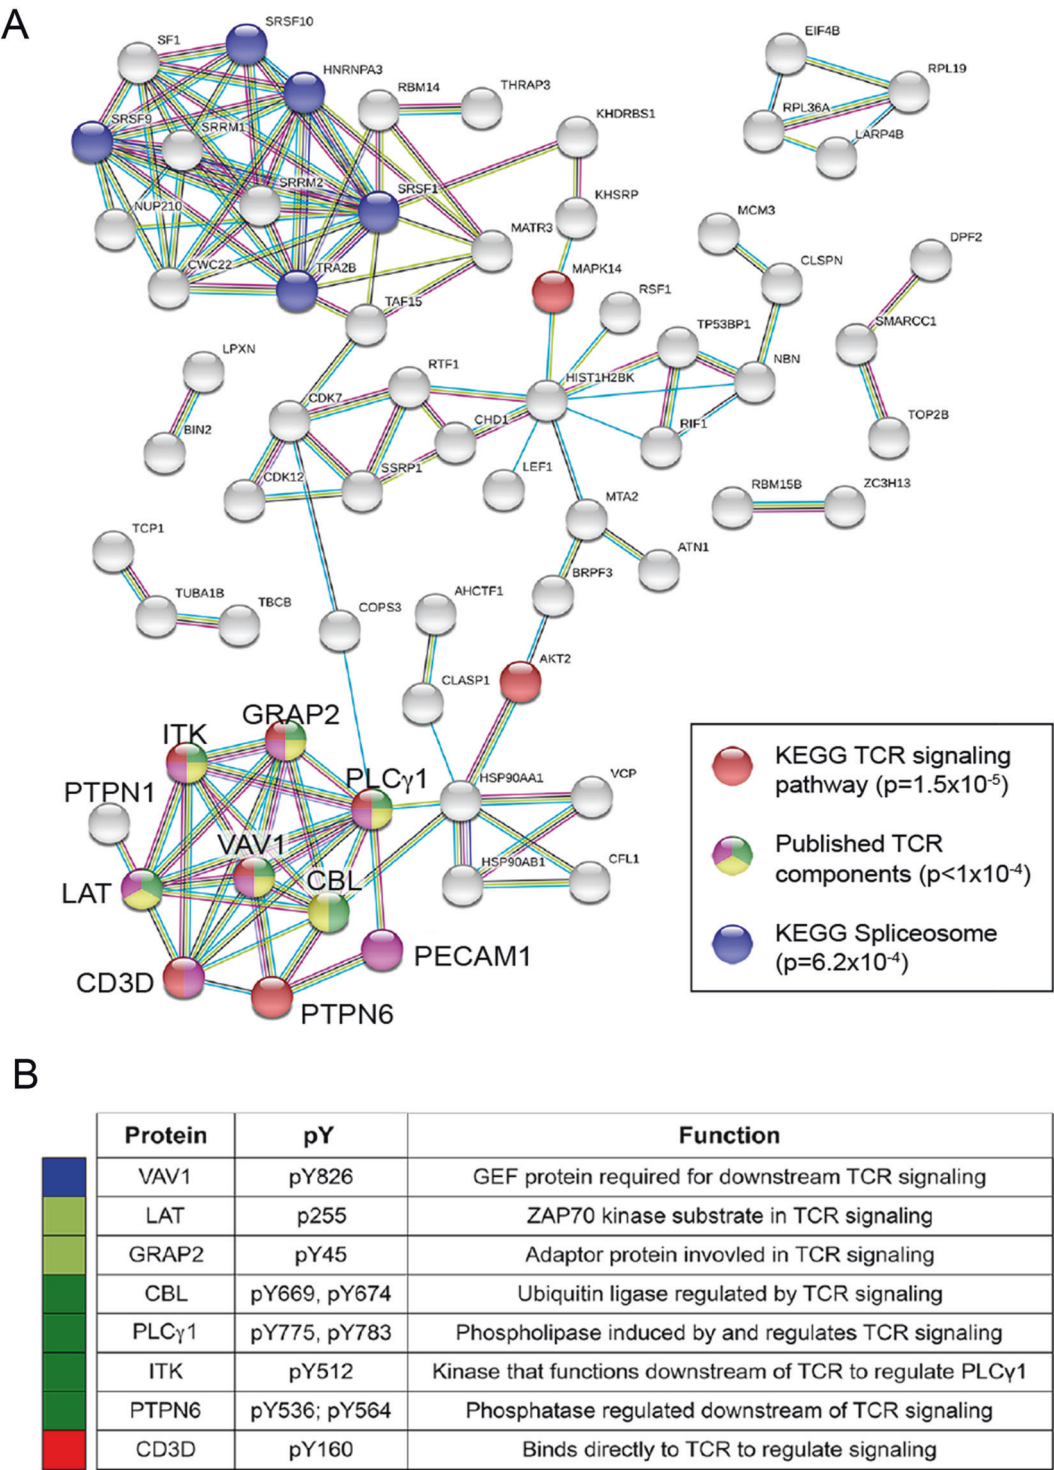 A
SRSF10
SF1
HNRNPA3
RBM14
THRAP3
EIF4B
RPL19
RPL36A
LARP4B
SRSF9
SRRM1
KHDRBS1
SRRM2
SRSF1
KHSRP
NUP210
MATR3
MCM3
DPF2
CWC22
TRA2B
MAPK14
CLSPN
TAF15
RSF1
TP53BP1
SMARCC1
LPXN
RTF1
HIST1H2BK
NBN
CDK7
CHD1
RIF1
TOP2B
BIN2
CDK12
SSRP1
LEF1
RBM15B
ZC3H13
MTA2
TCP1
ATN1
BRPF3
TUBA1B
TBCB
COPS3
AHCTF1
AKT2
CLASP1
GRAP2
ITK
PLCγ1
HSP90AA1
VCP
PTPN1
VAV1
HSP90AB1
CFL1
LAT
CBL
CD3D
PECAM1
PTPN6
KEGG TCR signaling
pathway (p=1.5x10-5)
Published TCR
components (p<1x10-4)
KEGG Spliceosome
(p=6.2x10-4)
B
Protein pY Function
VAV1 pY826 GEF protein required for downstream TCR signaling
LAT p255 ZAP70 kinase substrate in TCR signaling
GRAP2 pY45 Adaptor protein invovled in TCR signaling
CBL pY669, pY674 Ubiquitin ligase regulated by TCR signaling
PLCγ1 pY775, pY783 Phospholipase induced by and regulates TCR signaling
ITK pY512 Kinase that functions downstream of TCR to regulate PLCγ1
PTPN6 pY536; pY564 Phosphatase regulated downstream of TCR signaling
CD3D pY160 Binds directly to TCR to regulate signaling